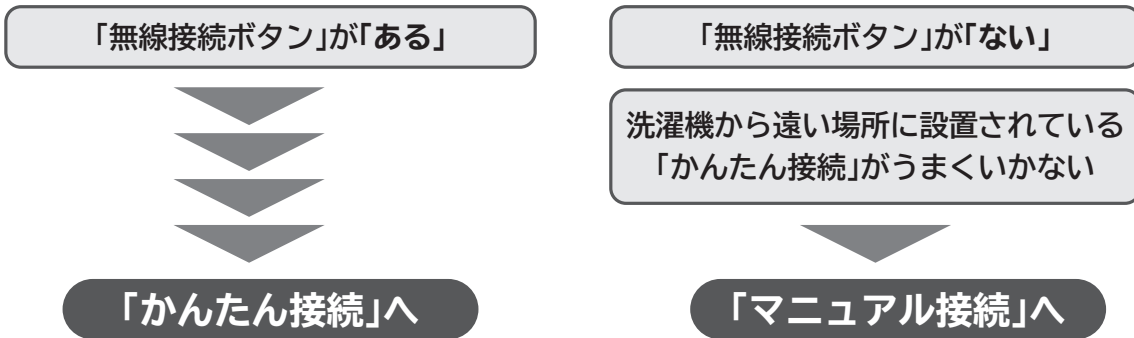 「無線接続ボタン」が「ある」
「かんたん接続」へ
「無線接続ボタン」が「ない」
洗濯機から遠い場所に設置されている
「かんたん接続」がうまくいかない
「マニュアル接続」へ